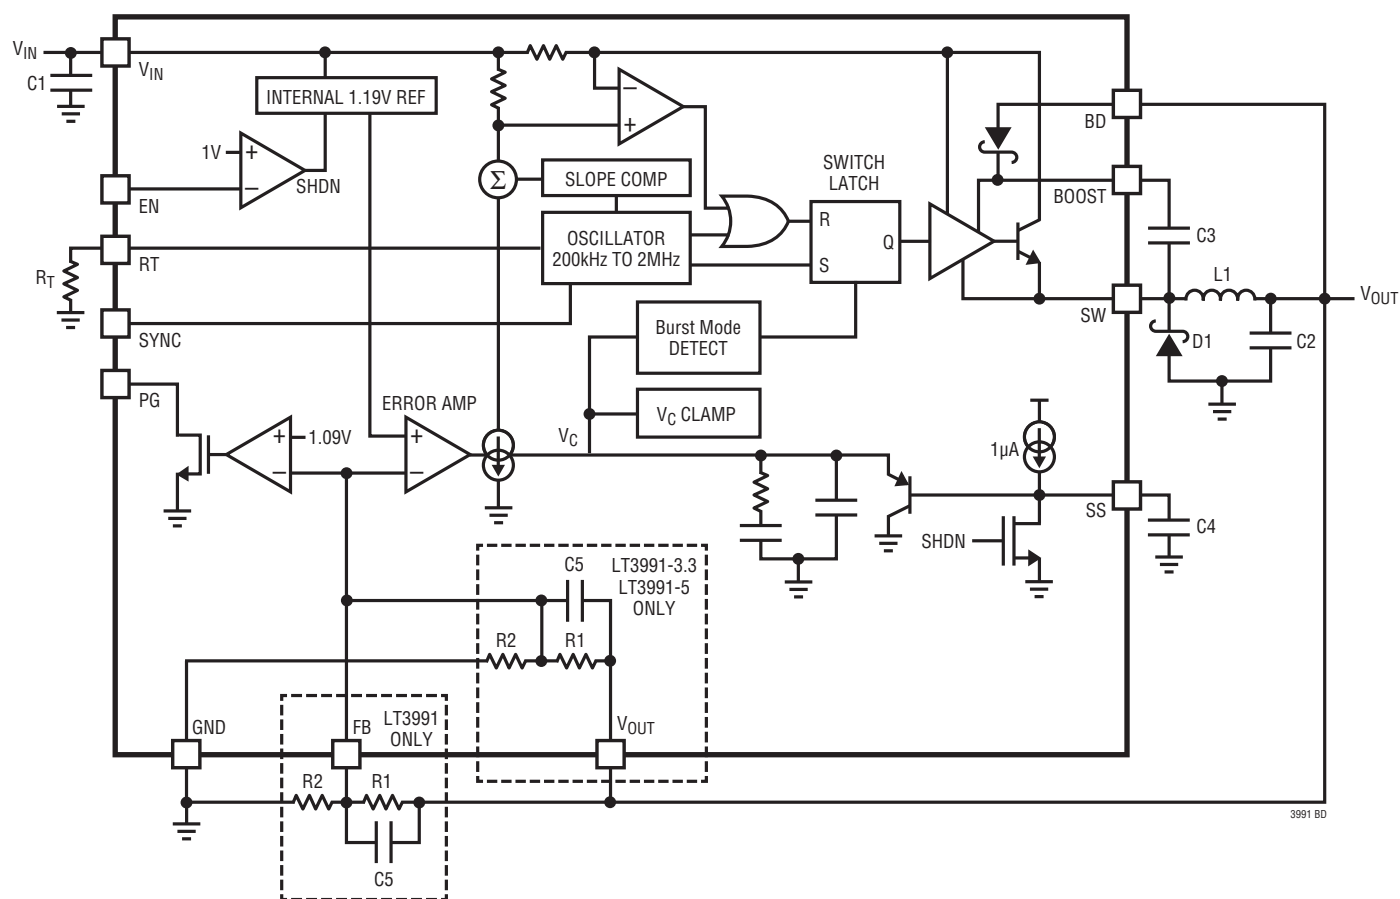 VIN
C1
VIN
INTERNAL 1.19V REF
1V
+
–
SHDN
EN
RT
RT
SYNC
PG
–
+
Σ
SLOPE COMP
OSCILLATOR
200kHz TO 2MHz
SWITCH
LATCH
R
S
Q
BD
BOOST
C3
L1
VOUT
SW
D1
C2
Burst Mode
DETECT
VC CLAMP
VC
ERROR AMP
+
–
+
1.09V
–
1µA
SS
C4
SHDN
C5
LT3991-3.3
LT3991-5
ONLY
R2
R1
GND
FB
LT3991
ONLY
VOUT
R2
R1
C5
3991 BD